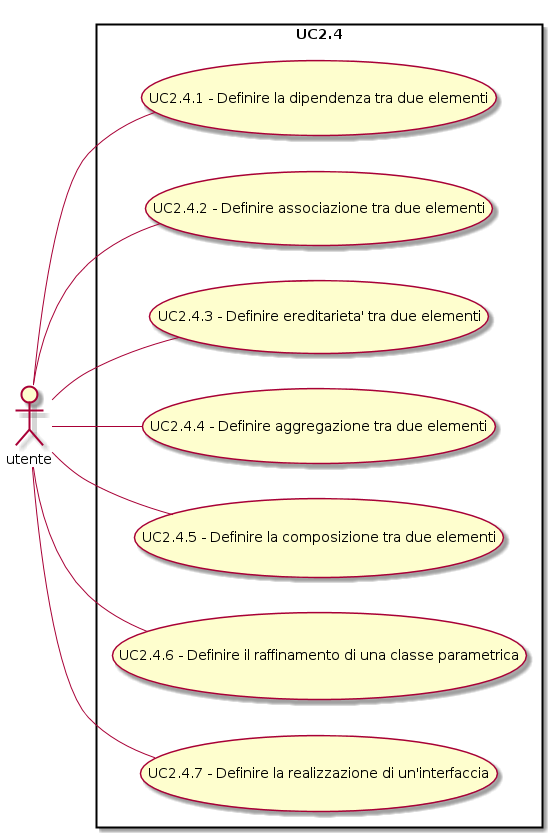 UC2.4
UC2.4.1 - Definire la dipendenza tra due elementi
UC2.4.2 - Definire associazione tra due elementi
UC2.4.3 - Definire ereditarieta' tra due elementi
UC2.4.4 - Definire aggregazione tra due elementi
utente
UC2.4.5 - Definire la composizione tra due elementi
UC2.4.6 - Definire il raffinamento di una classe parametrica
UC2.4.7 - Definire la realizzazione di un'interfaccia